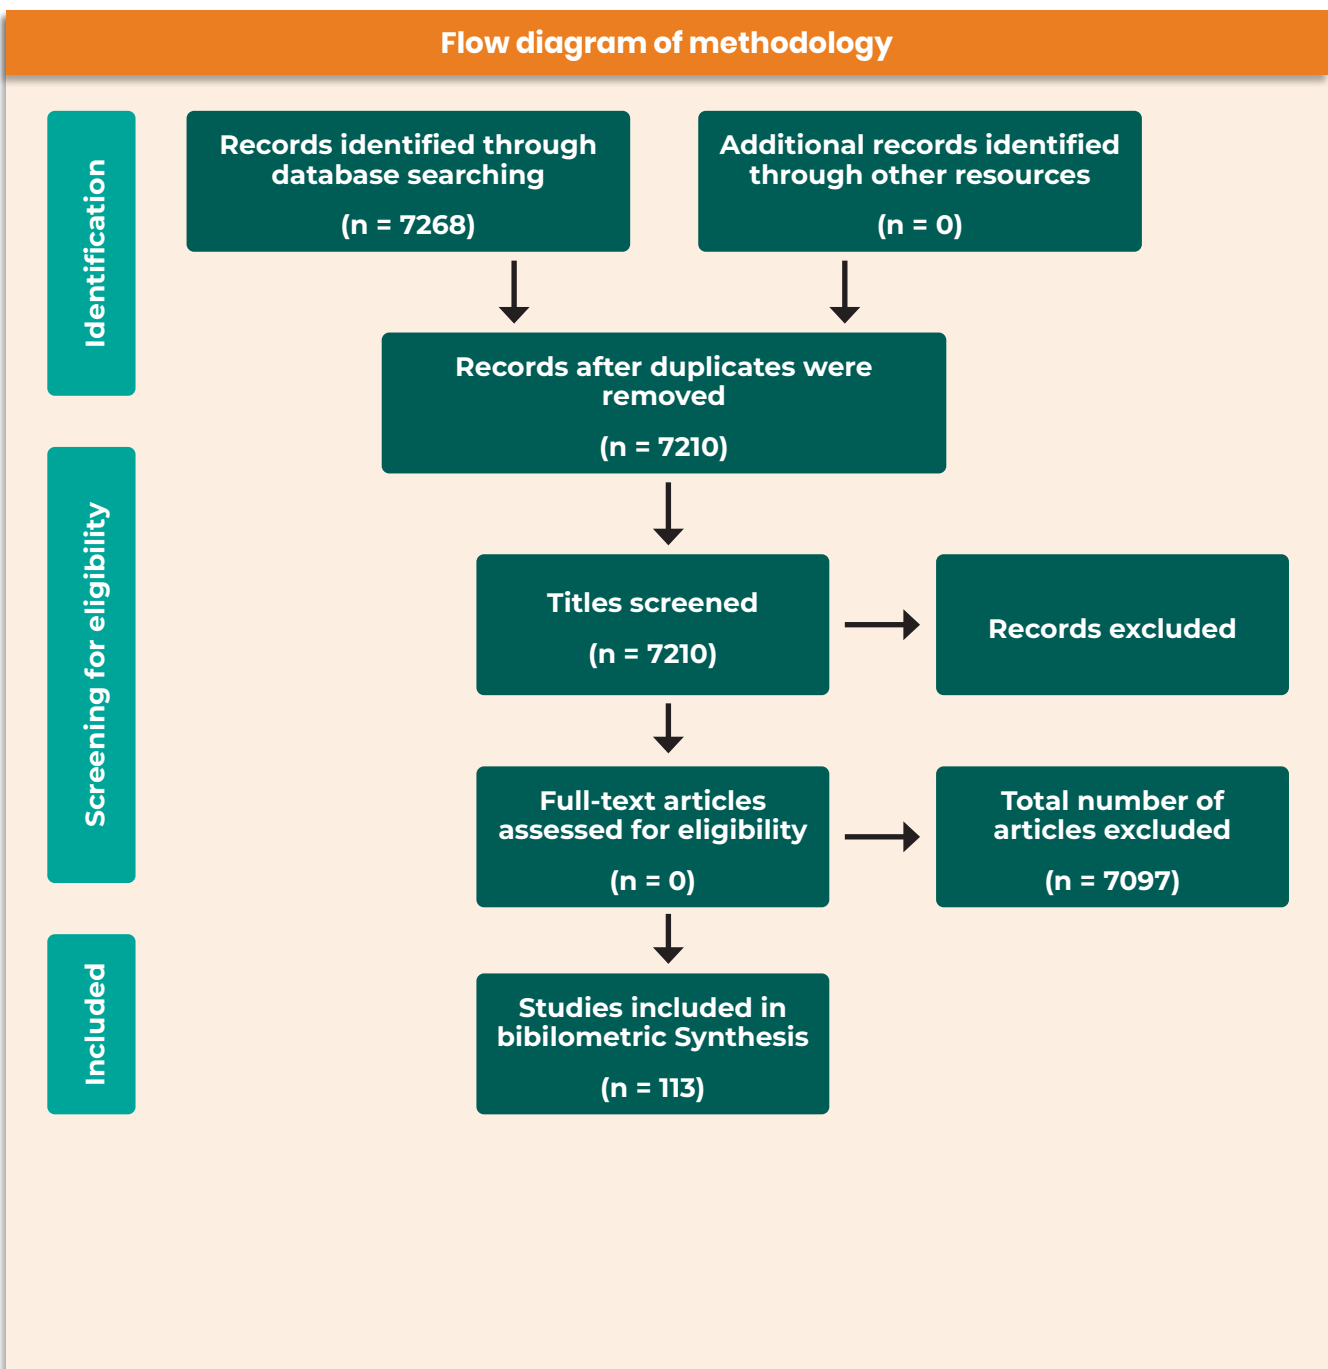 Flow diagram of methodology
Identification
Records identified through
database searching
(n = 7268)
Additional records identified
through other resources
(n = 0)
Records after duplicates were
removed
(n = 7210)
Screening for eligibility
Titles screened
(n = 7210)
Records excluded
Full-text articles
assessed for eligibility
(n = 0)
Total number of
articles excluded
(n = 7097)
Included
Studies included in
bibilometric Synthesis
(n = 113)